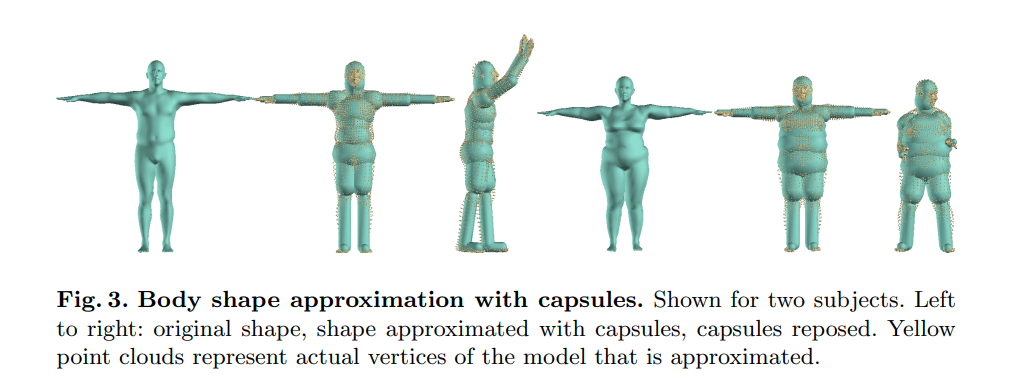 Fig. 3. Body shape approximation with capsules. Shown for two subjects. Left
to right: original shape, shape approximated with capsules, capsules reposed. Yellow
point clouds represent actual vertices of the model that is approximated.